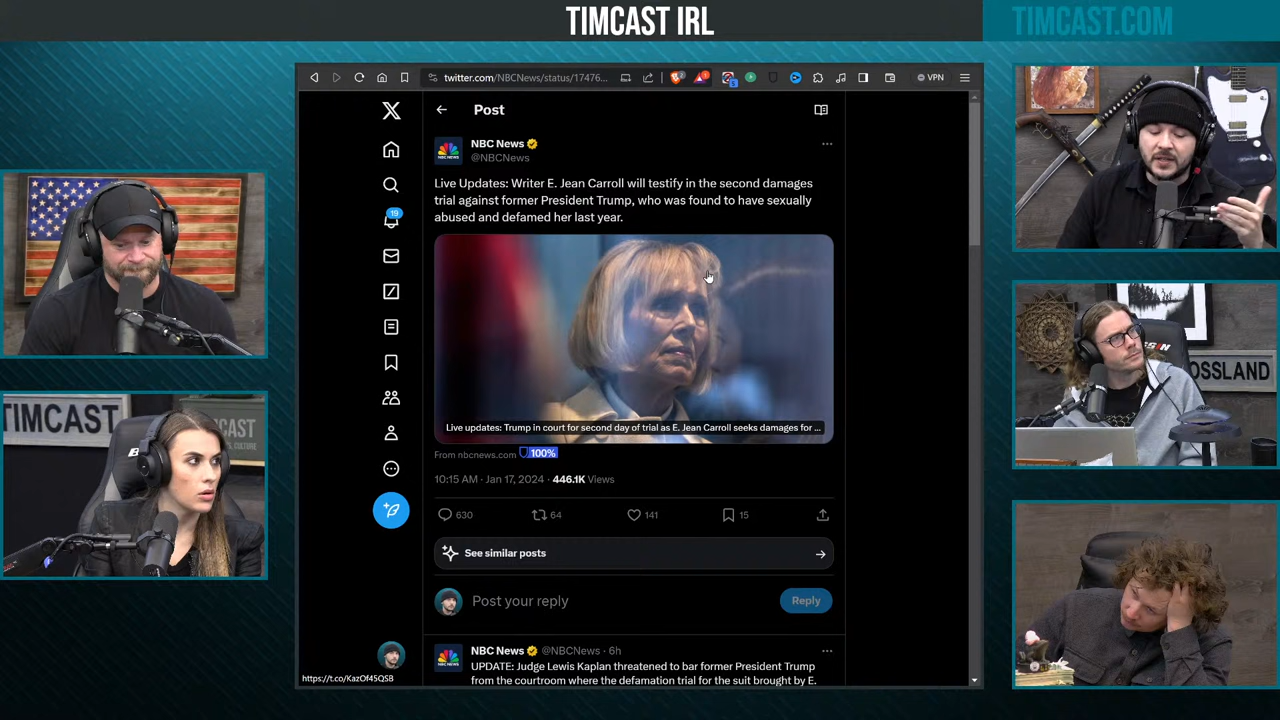 TIMCAST IRL
TIMCAST.COM
twitter.com/NBCNews/status/17476...
VPN
Post
NBC News
@NBCNews
Live Updates: Writer E. Jean Carroll will testify in the second damages
trial against former President Trump, who was found to have sexually
abused and defamed her last year.
Live updates: Trump in court for second day of trial as E. Jean Carroll seeks damages for ...
From nbcnews.com 100%
10:15 AM · Jan 17, 2024 · 446.1K Views
630 64 141 15
See similar posts
Post your reply
Reply
NBC News @NBCNews · 6h
UPDATE: Judge Lewis Kaplan threatened to bar former President Trump
from the courtroom where the defamation trial for the suit brought by E.
https://t.co/KazOf45QSB
19
TIMCAST
CAST
OSSLAND